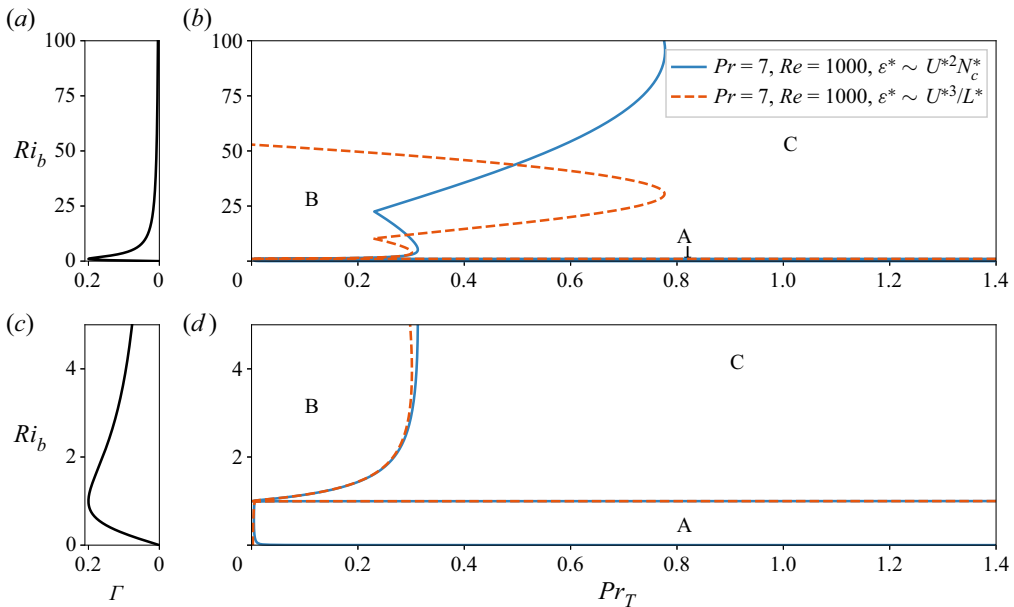 (a)
(b)
100
75
50
25
0
Ri_b
0.2
0
Pr = 7, Re = 1000, ε* ~ U*²N_c*
Pr = 7, Re = 1000, ε* ~ U*³/L*
C
B
A
0
0.2
0.4
0.6
0.8
1.0
1.2
1.4
(c)
(d)
4
2
0
Ri_b
0.2
0
Γ
C
B
A
0
0.2
0.4
0.6
0.8
1.0
1.2
1.4
Pr_T